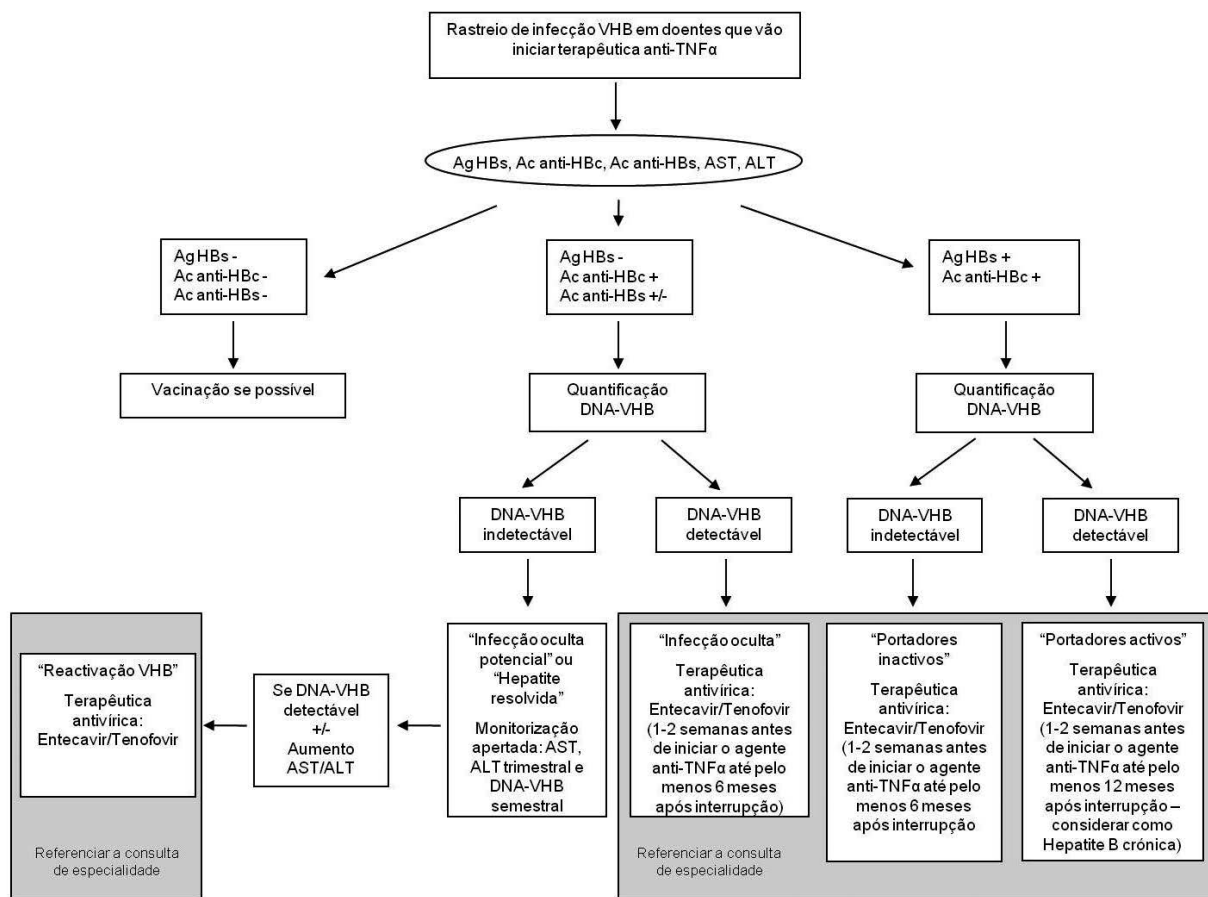 Rastreio de infecção VHB em doentes que vão
iniciar terapêutica anti-TNFα
AgHBs, Ac anti-HBc, Ac anti-HBs, AST, ALT
AgHBs -
Ac anti-HBc -
Ac anti-HBs -
AgHBs -
Ac anti-HBc +
Ac anti-HBs +/-
AgHBs +
Ac anti-HBc +
Vacinação se possível
Quantificação
DNA-VHB
Quantificação
DNA-VHB
DNA-VHB
indetectável
DNA-VHB
detectável
DNA-VHB
indetectável
DNA-VHB
detectável
“Reactivação VHB”
Terapêutica
antivírica:
Entecavir/Tenofovir
Referenciar a consulta
de especialidade
Se DNA-VHB
detectável
+/-
Aumento
AST/ALT
“Infecção oculta
potencial” ou
“Hepatite
resolvida”
Monitorização
apertada: AST,
ALT trimestral e
DNA-VHB
semestral
“Infecção oculta”
Terapêutica
antivírica:
Entecavir/Tenofovir
(1-2 semanas antes
de iniciar o agente
anti-TNFα até pelo
menos 6 meses
após interrupção)
“Portadores
inactivos”
Terapêutica
antivírica:
Entecavir/Tenofovir
(1-2 semanas antes
de iniciar o agente
anti-TNFα até pelo
menos 6 meses
após interrupção
“Portadores activos”
Terapêutica
antivírica:
Entecavir/Tenofovir
(1-2 semanas antes
de iniciar o agente
anti-TNFα até pelo
menos 12 meses
após interrupção –
considerar como
Hepatite B crónica)
Referenciar a consulta
de especialidade